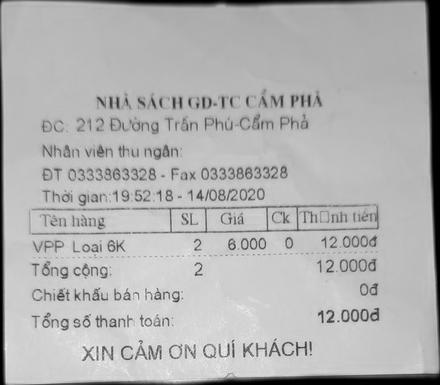 NHÀ SÁCH GD-TC CẨM PHẢ
ĐC: 212 Đường Trần Phú-Cẩm Phả
Nhân viên thu ngân:
ĐT 0333863328 - Fax 0333863328
Thời gian:19:52:18 - 14/08/2020
Tên hàng SL Giá Ck Th□nh tiền
VPP Loại 6K 2 6.000 0 12.000đ
Tổng cộng: 2 12.000đ
Chiết khấu bán hàng: 0đ
Tổng số thanh toán: 12.000đ
XIN CẢM ƠN QUÍ KHÁCH!